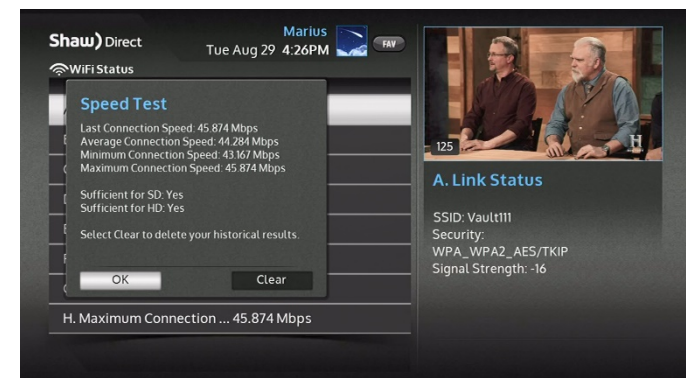 Shaw) Direct
Marius
Tue Aug 29 4:26PM
FAV
WiFi Status
Speed Test
Last Connection Speed: 45.874 Mbps
Average Connection Speed: 44.284 Mbps
Minimum Connection Speed: 43.167 Mbps
Maximum Connection Speed: 45.874 Mbps
Sufficient for SD: Yes
Sufficient for HD: Yes
Select Clear to delete your historical results.
OK
Clear
H. Maximum Connection ... 45.874 Mbps
125
H
A. Link Status
SSID: Vault111
Security:
WPA_WPA2_AES/TKIP
Signal Strength: -16